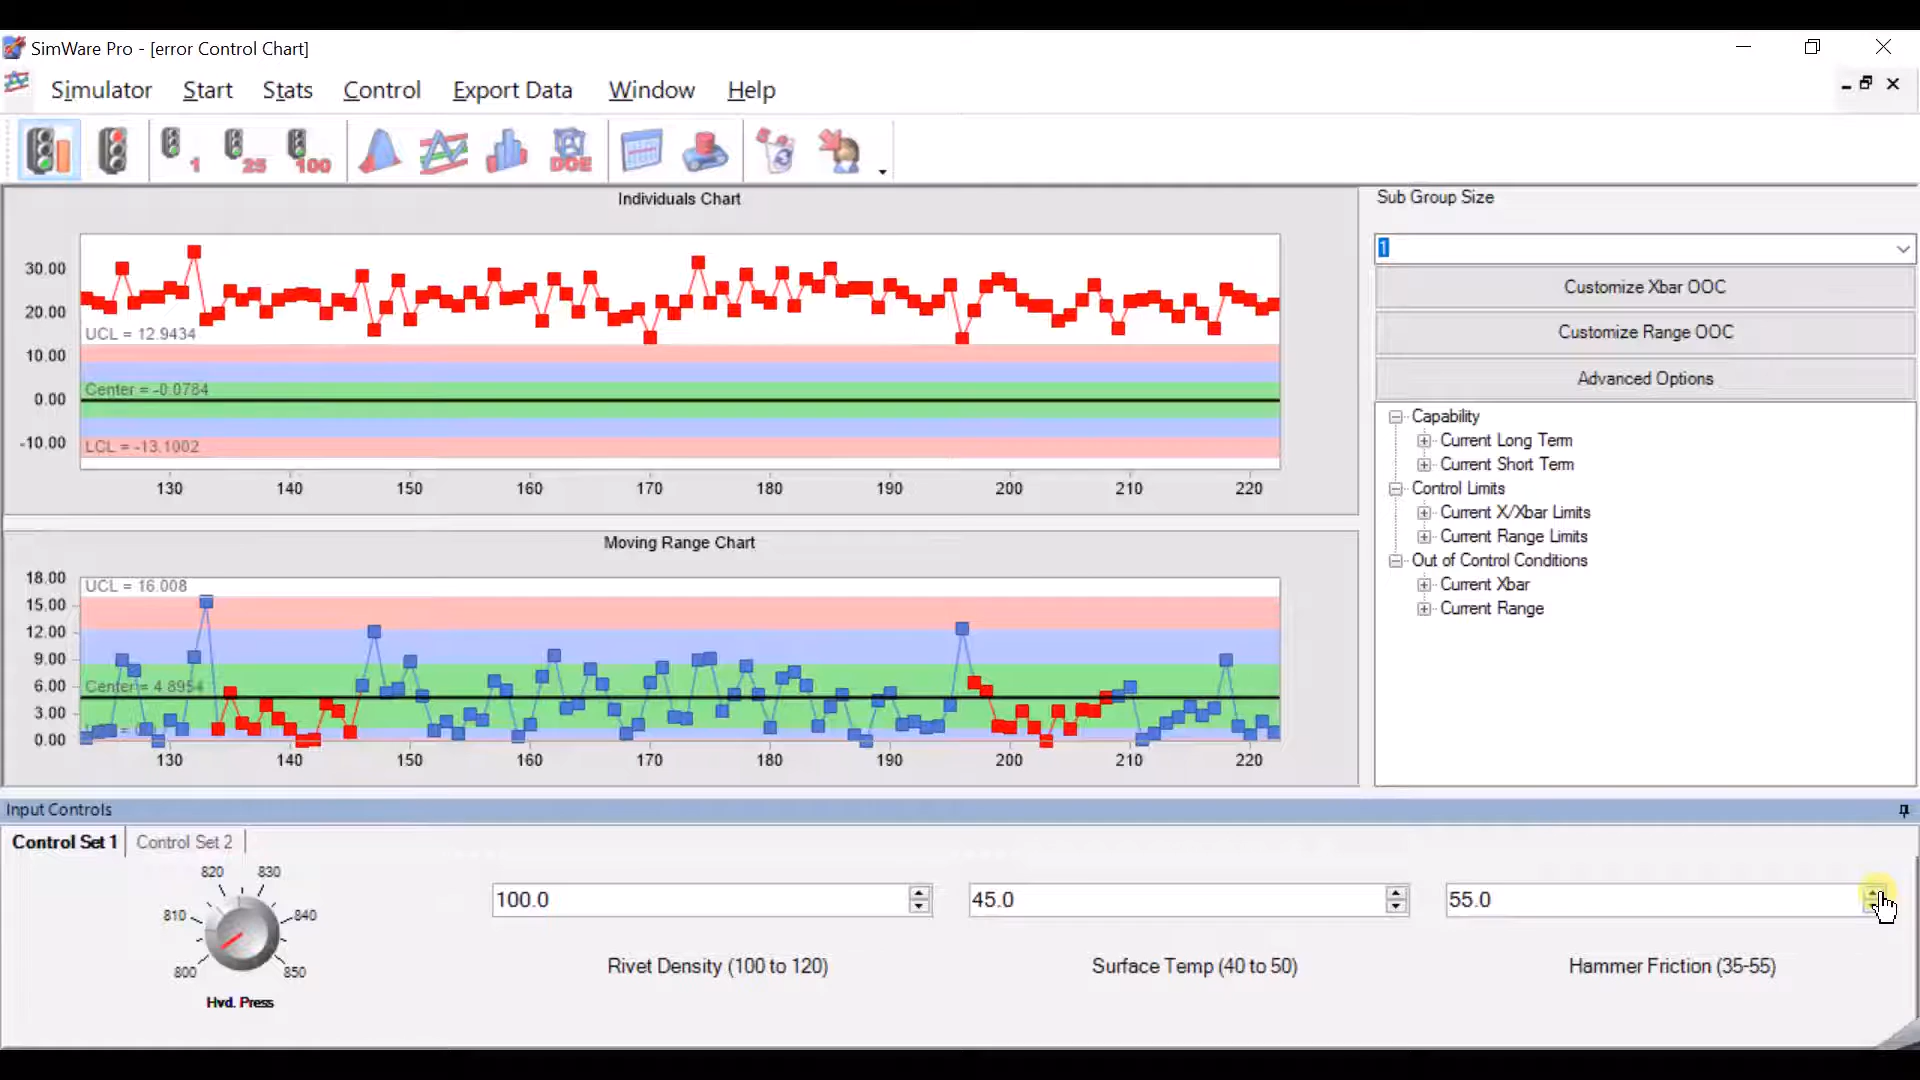 SimWare Pro - [error Control Chart]
Simulator Start Stats Control Export Data Window Help
1 25 100 DOE
Individuals Chart
30.00
20.00
10.00
0.00
-10.00
UCL = 12.9434
Center = -0.0784
LCL = -13.1002
130 140 150 160 170 180 190 200 210 220
Moving Range Chart
18.00
15.00
12.00
9.00
6.00
3.00
0.00
UCL = 16.008
Center = 4.8954
130 140 150 160 170 180 190 200 210 220
Sub Group Size
1
Customize Xbar OOC
Customize Range OOC
Advanced Options
Capability
Current Long Term
Current Short Term
Control Limits
Current X/Xbar Limits
Current Range Limits
Out of Control Conditions
Current Xbar
Current Range
Input Controls
Control Set 1 Control Set 2
820 830
810 840
800 850
Hvd. Press
100.0
Rivet Density (100 to 120)
45.0
Surface Temp (40 to 50)
55.0
Hammer Friction (35-55)